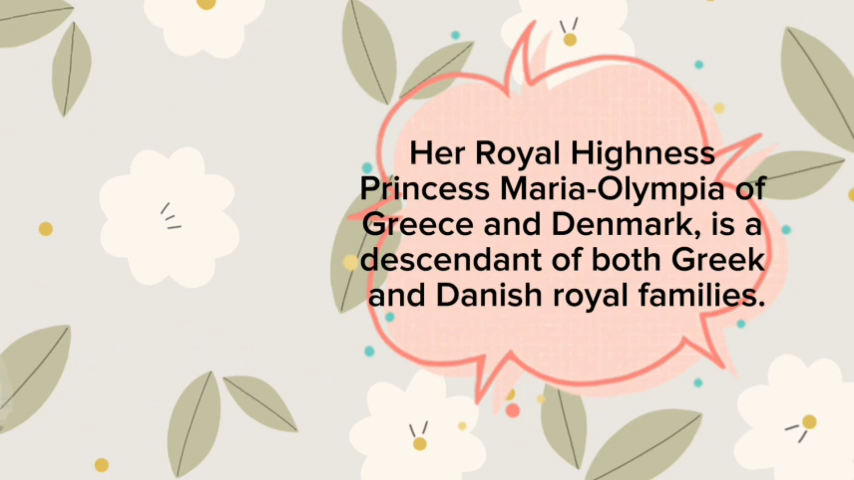 Her Royal Highness
Princess Maria-Olympia of
Greece and Denmark, is a
descendant of both Greek
and Danish royal families.